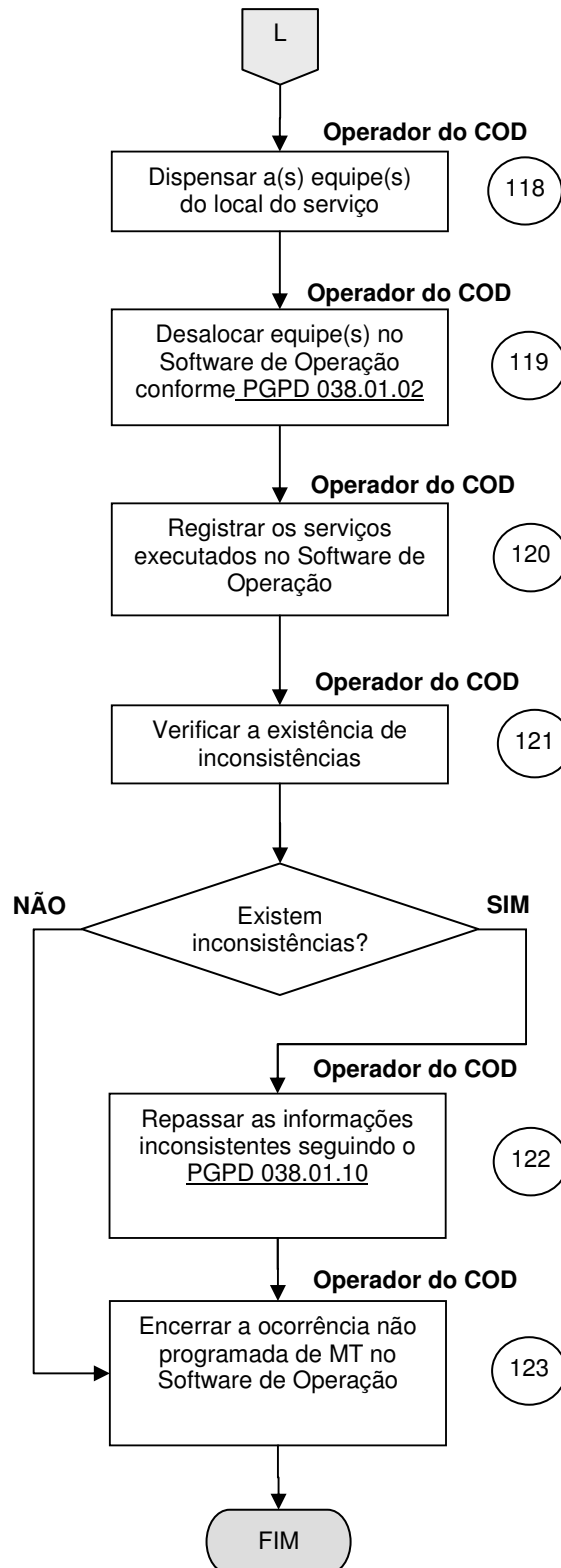 L
Operador do COD
Dispensar a(s) equipe(s)
do local do serviço
118
Operador do COD
Desalocar equipe(s) no
Software de Operação
conforme PGPD 038.01.02
119
Operador do COD
Registrar os serviços
executados no Software de
Operação
120
Operador do COD
Verificar a existência de
inconsistências
121
NÃO
Existem
inconsistências?
SIM
Operador do COD
Repassar as informações
inconsistentes seguindo o
PGPD 038.01.10
122
Operador do COD
Encerrar a ocorrência não
programada de MT no
Software de Operação
123
FIM